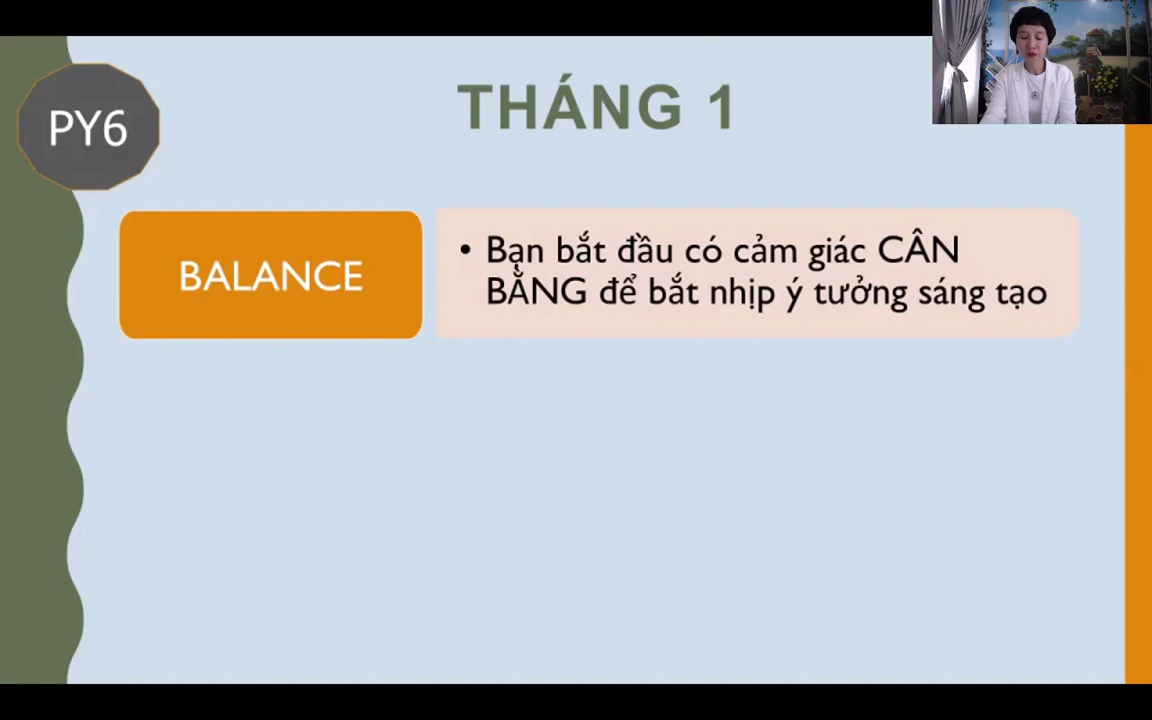 PY6
THÁNG 1
BALANCE
• Bạn bắt đầu có cảm giác CÂN
BẰNG để bắt nhịp ý tưởng sáng tạo